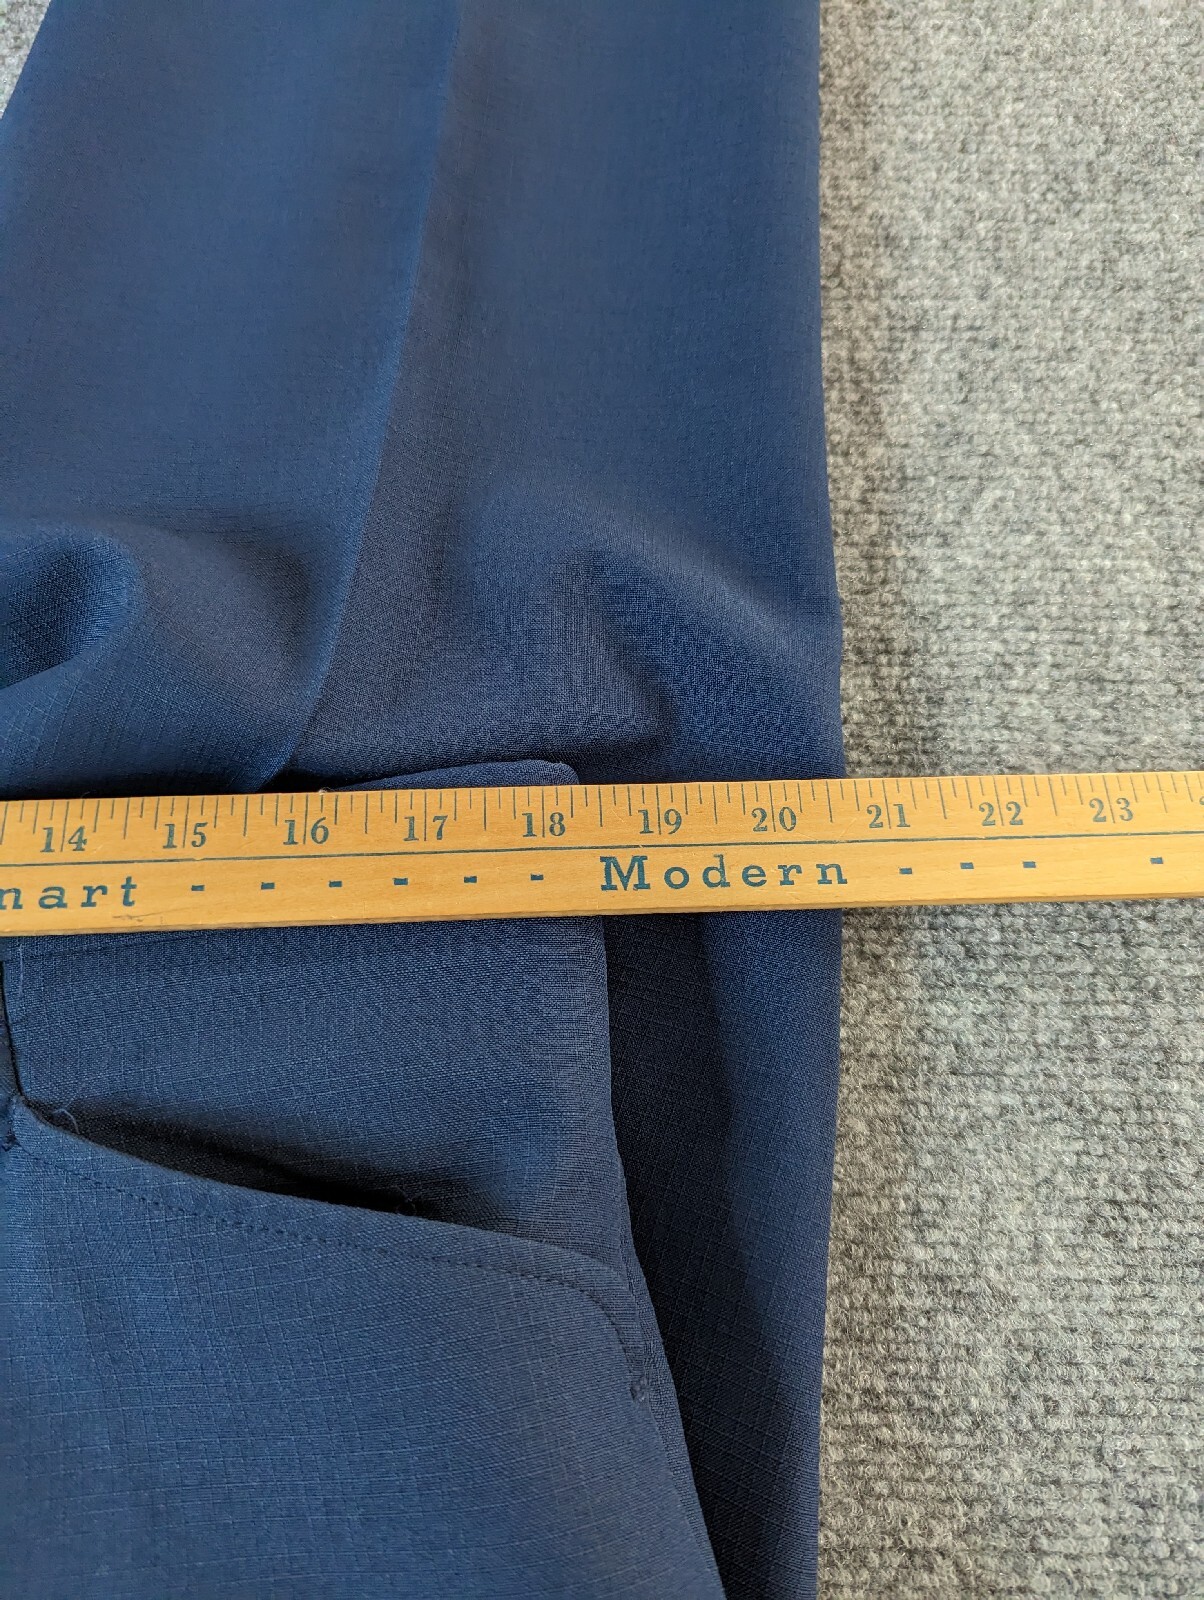 14 15 16 17 18 19 20 21 22 23
mart - - - - - - Modern - - - -